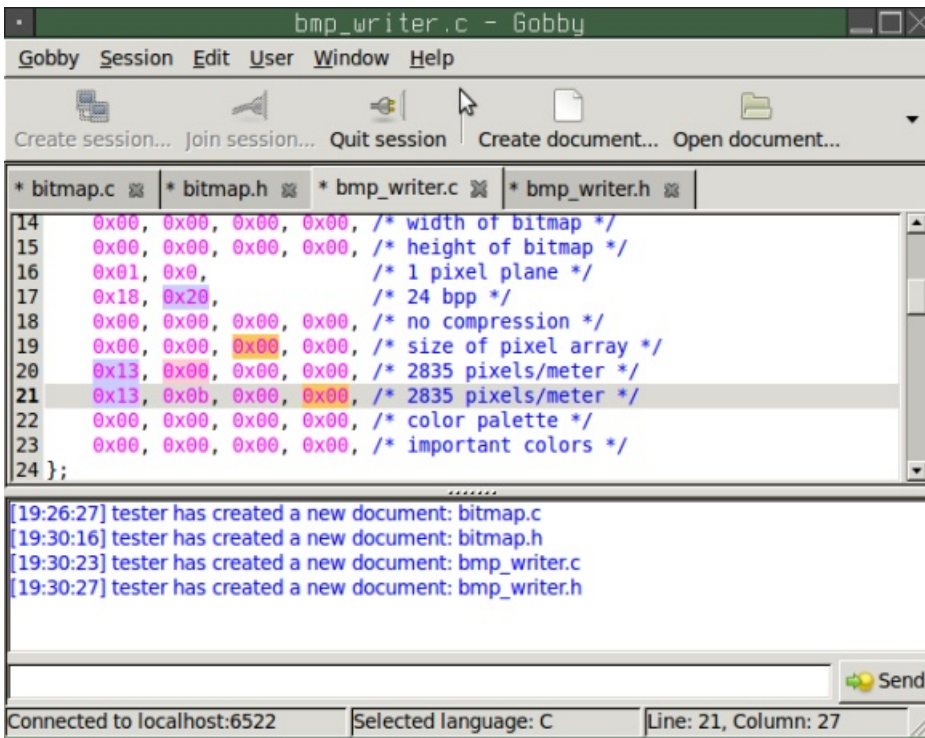 bmp_writer.c - Gobby
Gobby Session Edit User Window Help
Create session... Join session... Quit session Create document... Open document...
* bitmap.c * bitmap.h * bmp_writer.c * bmp_writer.h
14 0x00, 0x00, 0x00, 0x00, /* width of bitmap */
15 0x00, 0x00, 0x00, 0x00, /* height of bitmap */
16 0x01, 0x0, /* 1 pixel plane */
17 0x18, 0x20, /* 24 bpp */
18 0x00, 0x00, 0x00, 0x00, /* no compression */
19 0x00, 0x00, 0x00, 0x00, /* size of pixel array */
20 0x13, 0x00, 0x00, 0x00, /* 2835 pixels/meter */
21 0x13, 0x0b, 0x00, 0x00, /* 2835 pixels/meter */
22 0x00, 0x00, 0x00, 0x00, /* color palette */
23 0x00, 0x00, 0x00, 0x00, /* important colors */
24 };
[19:26:27] tester has created a new document: bitmap.c
[19:30:16] tester has created a new document: bitmap.h
[19:30:23] tester has created a new document: bmp_writer.c
[19:30:27] tester has created a new document: bmp_writer.h
Send
Connected to localhost:6522 Selected language: C Line: 21, Column: 27